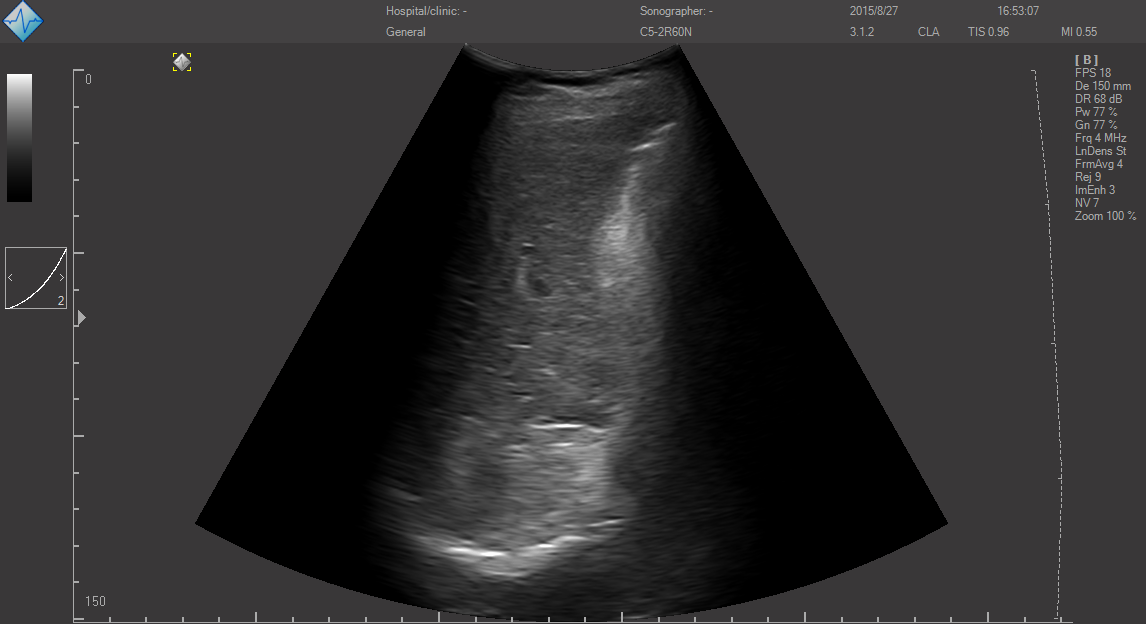 Hospital/clinic: - Sonographer: - 2015/8/27 16:53:07
General C5-2R60N 3.1.2 CLA TIS 0.96 MI 0.55
[ B ]
FPS 18
De 150 mm
DR 68 dB
Pw 77 %
Gn 77 %
Frq 4 MHz
LnDens St
FrmAvg 4
Rej 9
ImEnh 3
NV 7
Zoom 100 %
0
2
150